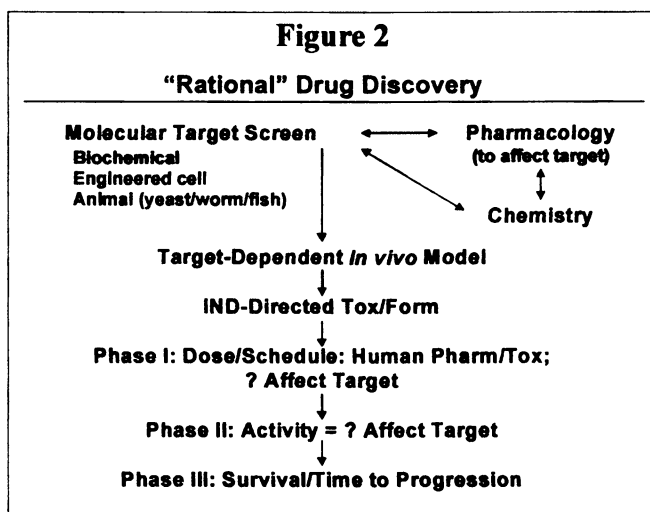 Figure 2
"Rational" Drug Discovery
Molecular Target Screen
Biochemical
Engineered cell
Animal (yeast/worm/fish)
Pharmacology
(to affect target)
Chemistry
Target-Dependent In vivo Model
IND-Directed Tox/Form
Phase I: Dose/Schedule: Human Pharm/Tox;
? Affect Target
Phase II: Activity = ? Affect Target
Phase III: Survival/Time to Progression